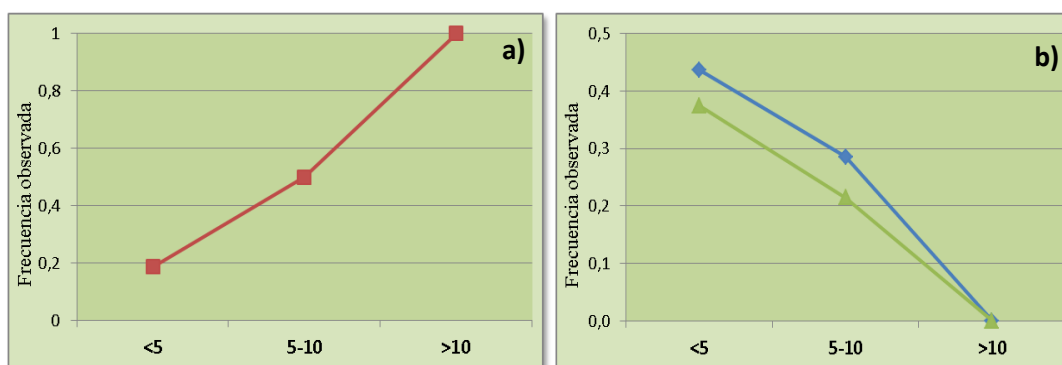 a)
Frecuencia observada
1
0,8
0,6
0,4
0,2
0
<5 5-10 >10
b)
Frecuencia observada
0,5
0,4
0,3
0,2
0,1
0,0
<5 5-10 >10